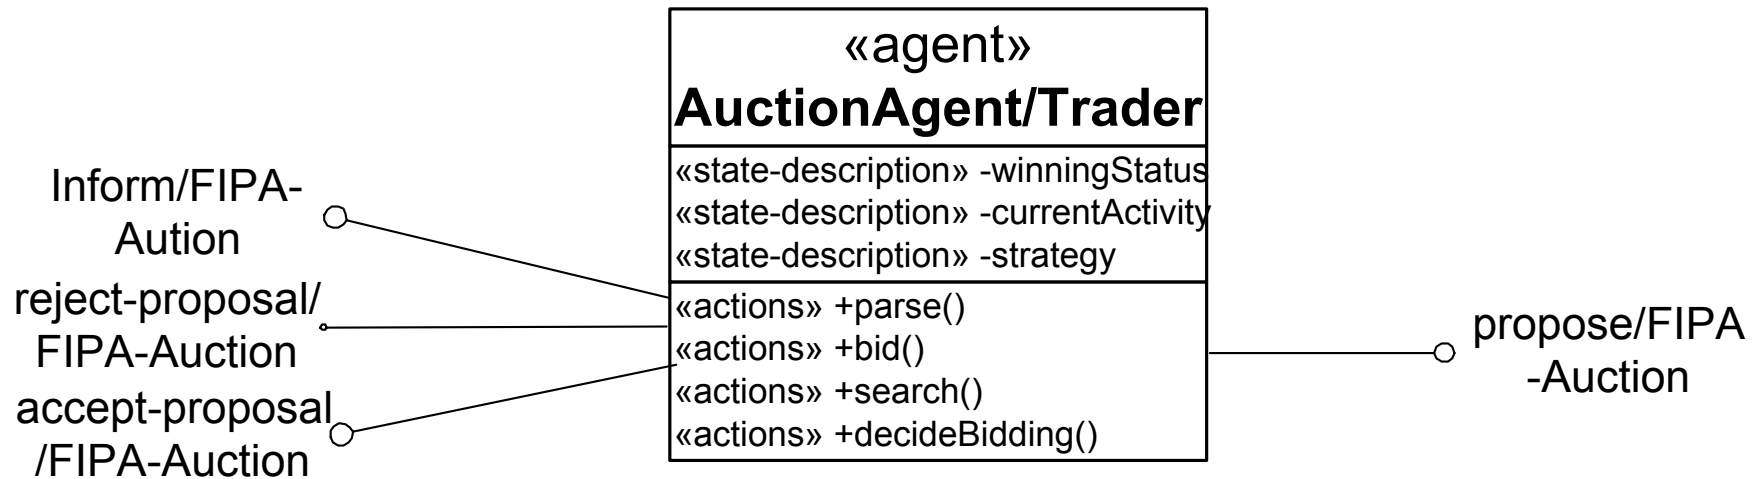 «agent»
AuctionAgent/Trader
«state-description» -winningStatus
«state-description» -currentActivity
«state-description» -strategy
«actions» +parse()
«actions» +bid()
«actions» +search()
«actions» +decideBidding()
Inform/FIPA-
Aution
reject-proposal/
FIPA-Auction
accept-proposal
/FIPA-Auction
propose/FIPA
-Auction